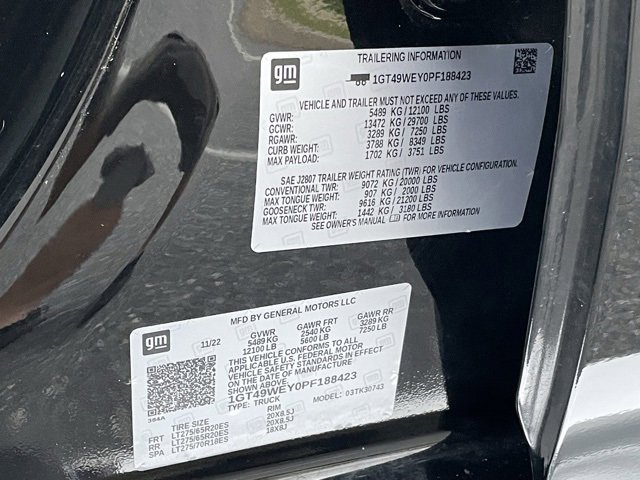 gm
TRAILERING INFORMATION
1GT49WEY0PF188423
VEHICLE AND TRAILER MUST NOT EXCEED ANY OF THESE VALUES.
GVWR: 5489 KG/12100 LBS
GCWR: 13472 KG/29700 LBS
RGAWR: 3289 KG/ 7250 LBS
CURB WEIGHT: 3788 KG/ 8349 LBS
MAX PAYLOAD: 1702 KG/ 3751 LBS
SAE J2807 TRAILER WEIGHT RATING (TWR) FOR VEHICLE CONFIGURATION.
CONVENTIONAL TWR: 9072 KG/20000 LBS
MAX TONGUE WEIGHT: 907 KG/ 2000 LBS
GOOSENECK TWR: 9616 KG/21200 LBS
MAX TONGUE WEIGHT: 1442 KG/ 3180 LBS
SEE OWNER'S MANUAL FOR MORE INFORMATION
gm
MFD BY GENERAL MOTORS LLC
11/22 GVWR GAWR FRT GAWR RR
5489 KG 2540 KG 3289 KG
12100 LB 5600 LB 7250 LB
THIS VEHICLE CONFORMS TO ALL
APPLICABLE U.S. FEDERAL MOTOR
VEHICLE SAFETY STANDARDS IN EFFECT
ON THE DATE OF MANUFACTURE
1GT49WEY0PF188423
TYPE: TRUCK MODEL: 03TK30743
TIRE SIZE RIM
FRT LT275/65R20ES 20X8.5J
RR LT275/65R20ES 20X8.5J
SPA LT275/70R18ES 18X8J